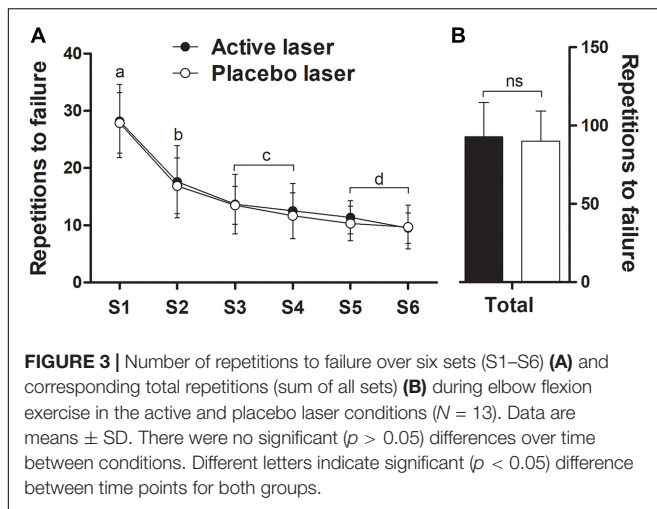 A
B
Active laser
Placebo laser
Repetitions to failure
40
30
20
10
0
a
b
c
d
S1 S2 S3 S4 S5 S6
ns
150
100
50
0
Repetitions to failure
Total
FIGURE 3 | Number of repetitions to failure over six sets (S1–S6) (A) and
corresponding total repetitions (sum of all sets) (B) during elbow flexion
exercise in the active and placebo laser conditions (N = 13). Data are
means ± SD. There were no significant (p > 0.05) differences over time
between conditions. Different letters indicate significant (p < 0.05) difference
between time points for both groups.